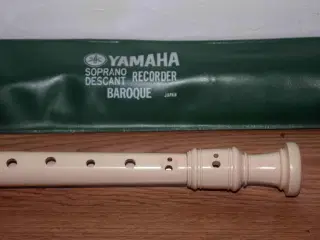 YAMAHA
SOPRANO
DESCANT RECORDER
BAROQUE JAPAN